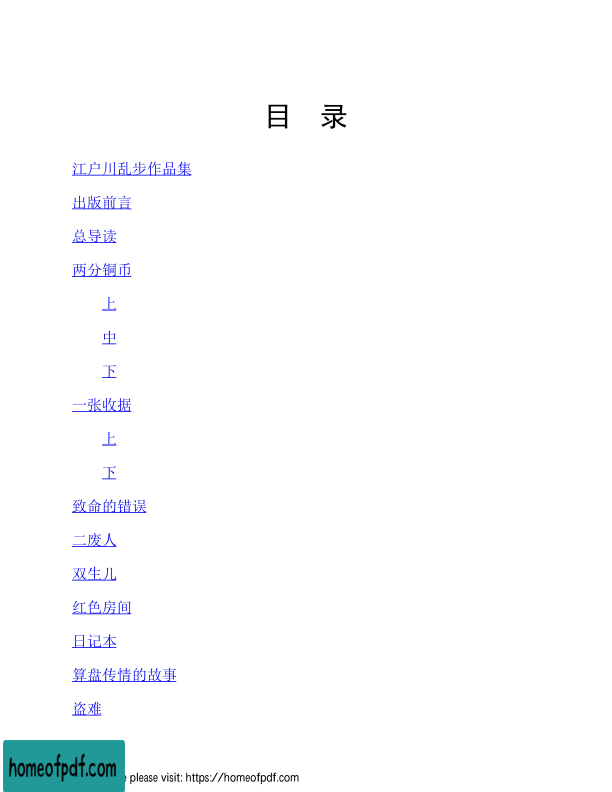 目 录
江户川乱步作品集
出版前言
总导读
两分铜币
上
中
下
一张收据
上
下
致命的错误
二废人
双生儿
红色房间
日记本
算盘传情的故事
盗难
homeofpdf.com
please visit: https://homeofpdf.com